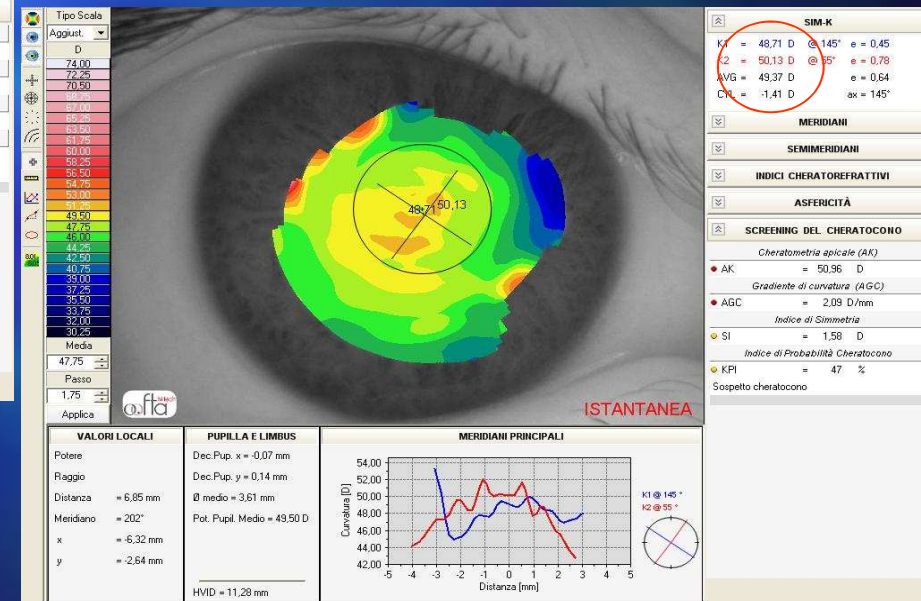 Tipo Scala
Aggiust.
D
74,00
72,25
70,50
67,00
65,25
63,50
61,75
60,00
58,25
56,50
54,75
53,00
51,25
49,50
47,75
46,00
44,25
42,50
40,75
39,00
37,25
35,50
33,75
32,00
30,25
Media
47,75
Passo
1,75
Applica
48,71
50,13
ofta
ISTANTANEA
SIM-K
K1 = 48,71 D @ 145° e = 0,45
K2 = 50,13 D @ 55° e = 0,78
AVG = 49,37 D e = 0,64
CYL = -1,41 D ax = 145°
MERIDIANI
SEMIMERIDIANI
INDICI CHERATOREFRATTIVI
ASFERICITÀ
SCREENING DEL CHERATOCONO
Cheratometria apicale (AK)
AK = 50,96 D
Gradiente di curvatura (AGC)
AGC = 2,09 D/mm
Indice di Simmetria
SI = 1,58 D
Indice di Probabilità Cheratocono
KPI = 47 %
Sospetto cheratocono
VALORI LOCALI
Potere
Raggio
Distanza = 6,85 mm
Meridiano = 202°
x = -6,32 mm
y = -2,64 mm
PUPILLA E LIMBUS
Dec.Pup. x = -0,07 mm
Dec.Pup. y = 0,14 mm
Ø medio = 3,61 mm
Pot. Pupil. Medio = 49,50 D
HVID = 11,28 mm
MERIDIANI PRINCIPALI
54,00
52,00
50,00
48,00
46,00
44,00
42,00
Curvatura [D]
-5 -4 -3 -2 -1 0 1 2 3 4 5
Distanza [mm]
K1 @ 145 °
K2 @ 55 °